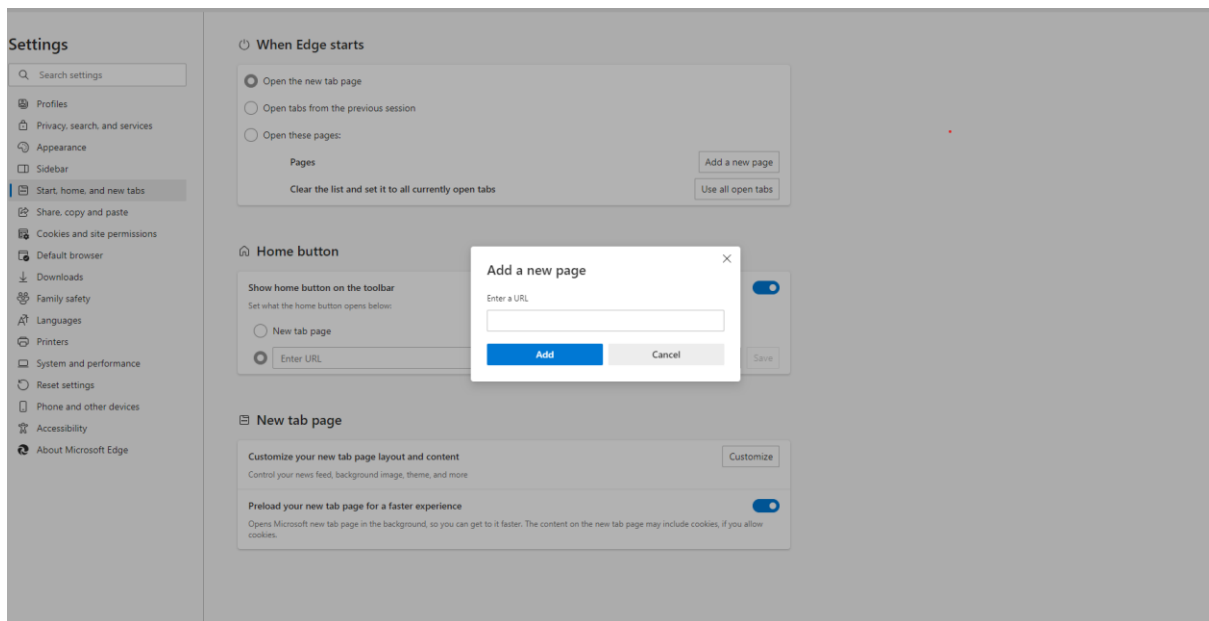 Settings
Search settings
Profiles
Privacy, search, and services
Appearance
Sidebar
Start, home, and new tabs
Share, copy and paste
Cookies and site permissions
Default browser
Downloads
Family safety
Languages
Printers
System and performance
Reset settings
Phone and other devices
Accessibility
About Microsoft Edge
When Edge starts
Open the new tab page
Open tabs from the previous session
Open these pages:
Pages
Add a new page
Clear the list and set it to all currently open tabs
Use all open tabs
Home button
Show home button on the toolbar
Set what the home button opens below:
New tab page
Enter URL
Save
Add a new page
Enter a URL
Add
Cancel
New tab page
Customize your new tab page layout and content
Control your news feed, background image, theme, and more
Customize
Preload your new tab page for a faster experience
Opens Microsoft new tab page in the background, so you can get to it faster. The content on the new tab page may include cookies, if you allow
cookies.